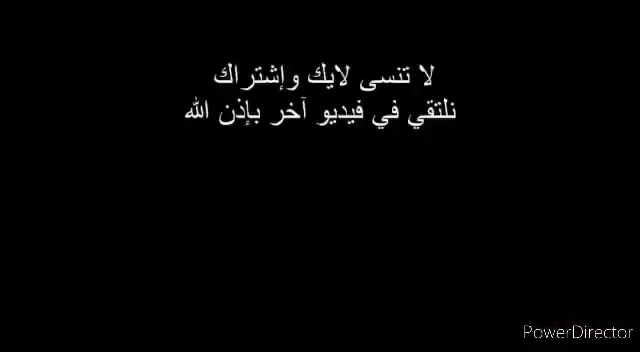 لا تنسى لايك وإشتراك
نلتقي في فيديو آخر بإذن الله
PowerDirector